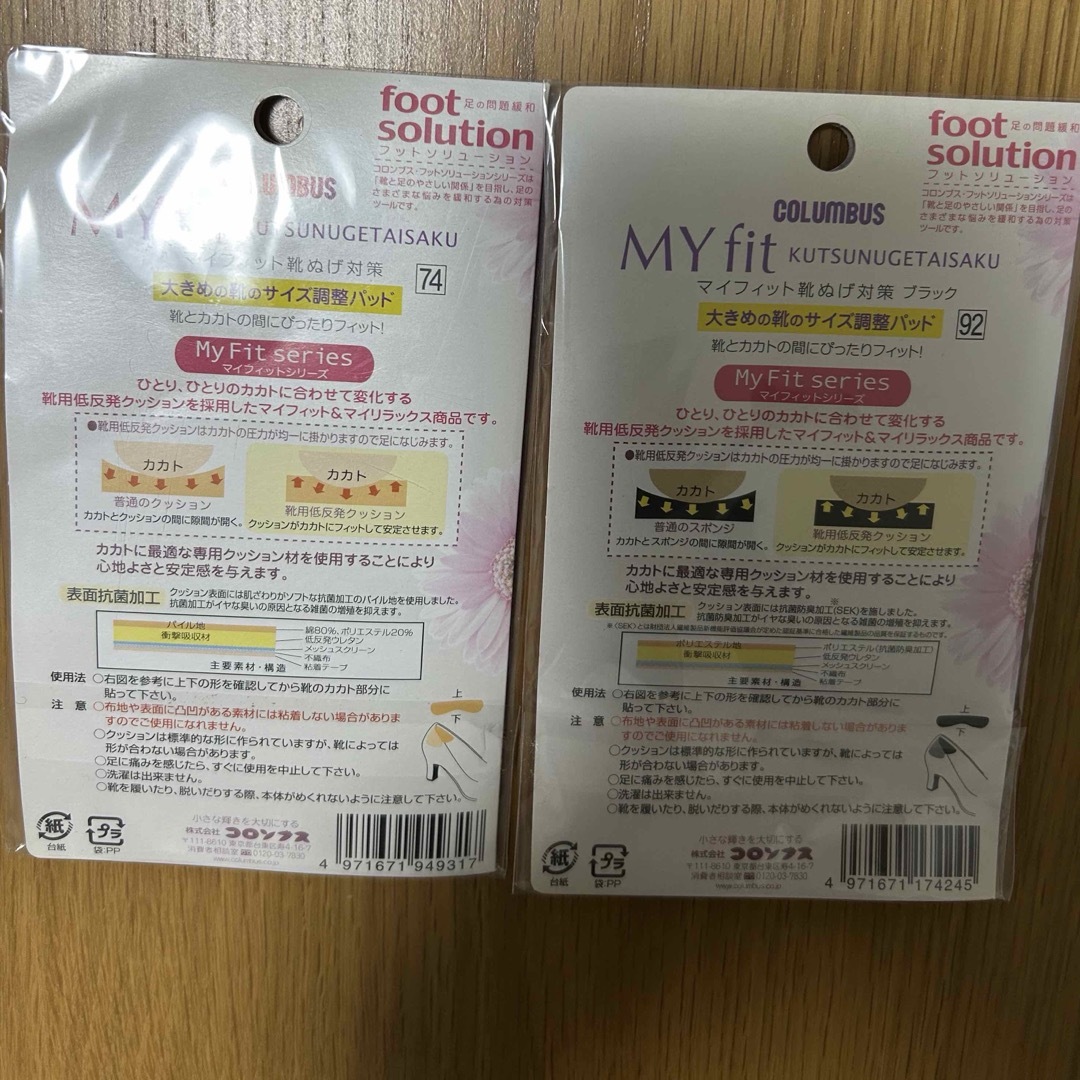 foot 足の問題緩和
solution
フットソリューション
コロンブス・フットソリューションシリーズは
「靴と足のやさしい関係」を目指し、足の
さまざまな悩みを緩和する為の対策
ツールです。
COLUMBUS
MY KUTSUNUGETAISAKU
マイフィット靴ぬげ対策
74
大きめの靴のサイズ調整パッド
靴とカカトの間にぴったりフィット!
My Fit series
マイフィットシリーズ
ひとり、ひとりのカカトに合わせて変化する
靴用低反発クッションを採用したマイフィット&マイリラックス商品です。
●靴用低反発クッションはカカトの圧力が均一に掛かりますので足になじみます。
カカト
普通のクッション
カカトとクッションの間に隙間が開く。
カカト
靴用低反発クッション
クッションがカカトにフィットして安定させます。
カカトに最適な専用クッション材を使用することにより
心地よさと安定感を与えます。
表面抗菌加工
クッション表面には肌ざわりがソフトな抗菌加工のパイル地を使用しました。
抗菌加工がイヤな臭いの原因となる雑菌の増殖を抑えます。
パイル地
衝撃吸収材
綿80%、ポリエステル20%
低反発ウレタン
メッシュスクリーン
不織布
粘着テープ
主要素材・構造
使用法 ○右図を参考に上下の形を確認してから靴のカカト部分に
貼って下さい。
注 意 ○布地や表面に凸凹がある素材には粘着しない場合がありま
すのでご使用になれません。
○クッションは標準的な形に作られていますが、靴によっては
形が合わない場合があります。
○足に痛みを感じたら、すぐに使用を中止して下さい。
○洗濯は出来ません。
○靴を履いたり、脱いだりする際、本体がめくれないように注意して下さい。
上
下
紙
台紙
プラ
袋:PP
小さな輝きを大切にする
株式会社 コロンブス
〒111-8610 東京都台東区寿4-16-7
消費者相談室 0120-03-7830
www.columbus.co.jp
4 971671 949317
foot 足の問題緩和
solution
フットソリューション
コロンブス・フットソリューションシリーズは
「靴と足のやさしい関係」を目指し、足の
さまざまな悩みを緩和する為の対策
ツールです。
COLUMBUS
MY fit KUTSUNUGETAISAKU
マイフィット靴ぬげ対策 ブラック
大きめの靴のサイズ調整パッド
92
靴とカカトの間にぴったりフィット!
My Fit series
マイフィットシリーズ
ひとり、ひとりのカカトに合わせて変化する
靴用低反発クッションを採用したマイフィット&マイリラックス商品です。
●靴用低反発クッションはカカトの圧力が均一に掛かりますので足になじみます。
カカト
普通のスポンジ
カカトとスポンジの間に隙間が開く。
カカト
靴用低反発クッション
クッションがカカトにフィットして安定させます。
カカトに最適な専用クッション材を使用することにより
心地よさと安定感を与えます。
表面抗菌加工
クッション表面には抗菌防臭加工(SEK)※を施しました。
抗菌防臭加工がイヤな臭いの原因となる雑菌の増殖を抑えます。
ポリエステル地
衝撃吸収材
ポリエステル(抗菌防臭加工)
低反発ウレタン
メッシュスクリーン
不織布
粘着テープ
主要素材・構造
使用法 ○右図を参考に上下の形を確認してから靴のカカト部分に
貼って下さい。
注 意 ○布地や表面に凸凹がある素材には粘着しない場合がありま
すのでご使用になれません。
○クッションは標準的な形に作られていますが、靴によっては
形が合わない場合があります。
○足に痛みを感じたら、すぐに使用を中止して下さい。
○洗濯は出来ません。
○靴を履いたり、脱いだりする際、本体がめくれないように注意して下さい。
上
下
紙
台紙
プラ
袋:PP
小さな輝きを大切にする
株式会社 コロンブス
〒111-8610 東京都台東区寿4-16-7
消費者相談室 0120-03-7830
www.columbus.co.jp
4 971671 174245